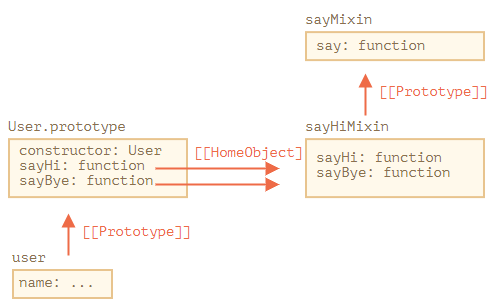 sayMixin
say: function
[[Prototype]]
User.prototype
sayHiMixin
constructor: User
sayHi: function
sayBye: function
[[HomeObject]
sayHi: function
sayBye: function
[[Prototype]]
user
name: ...